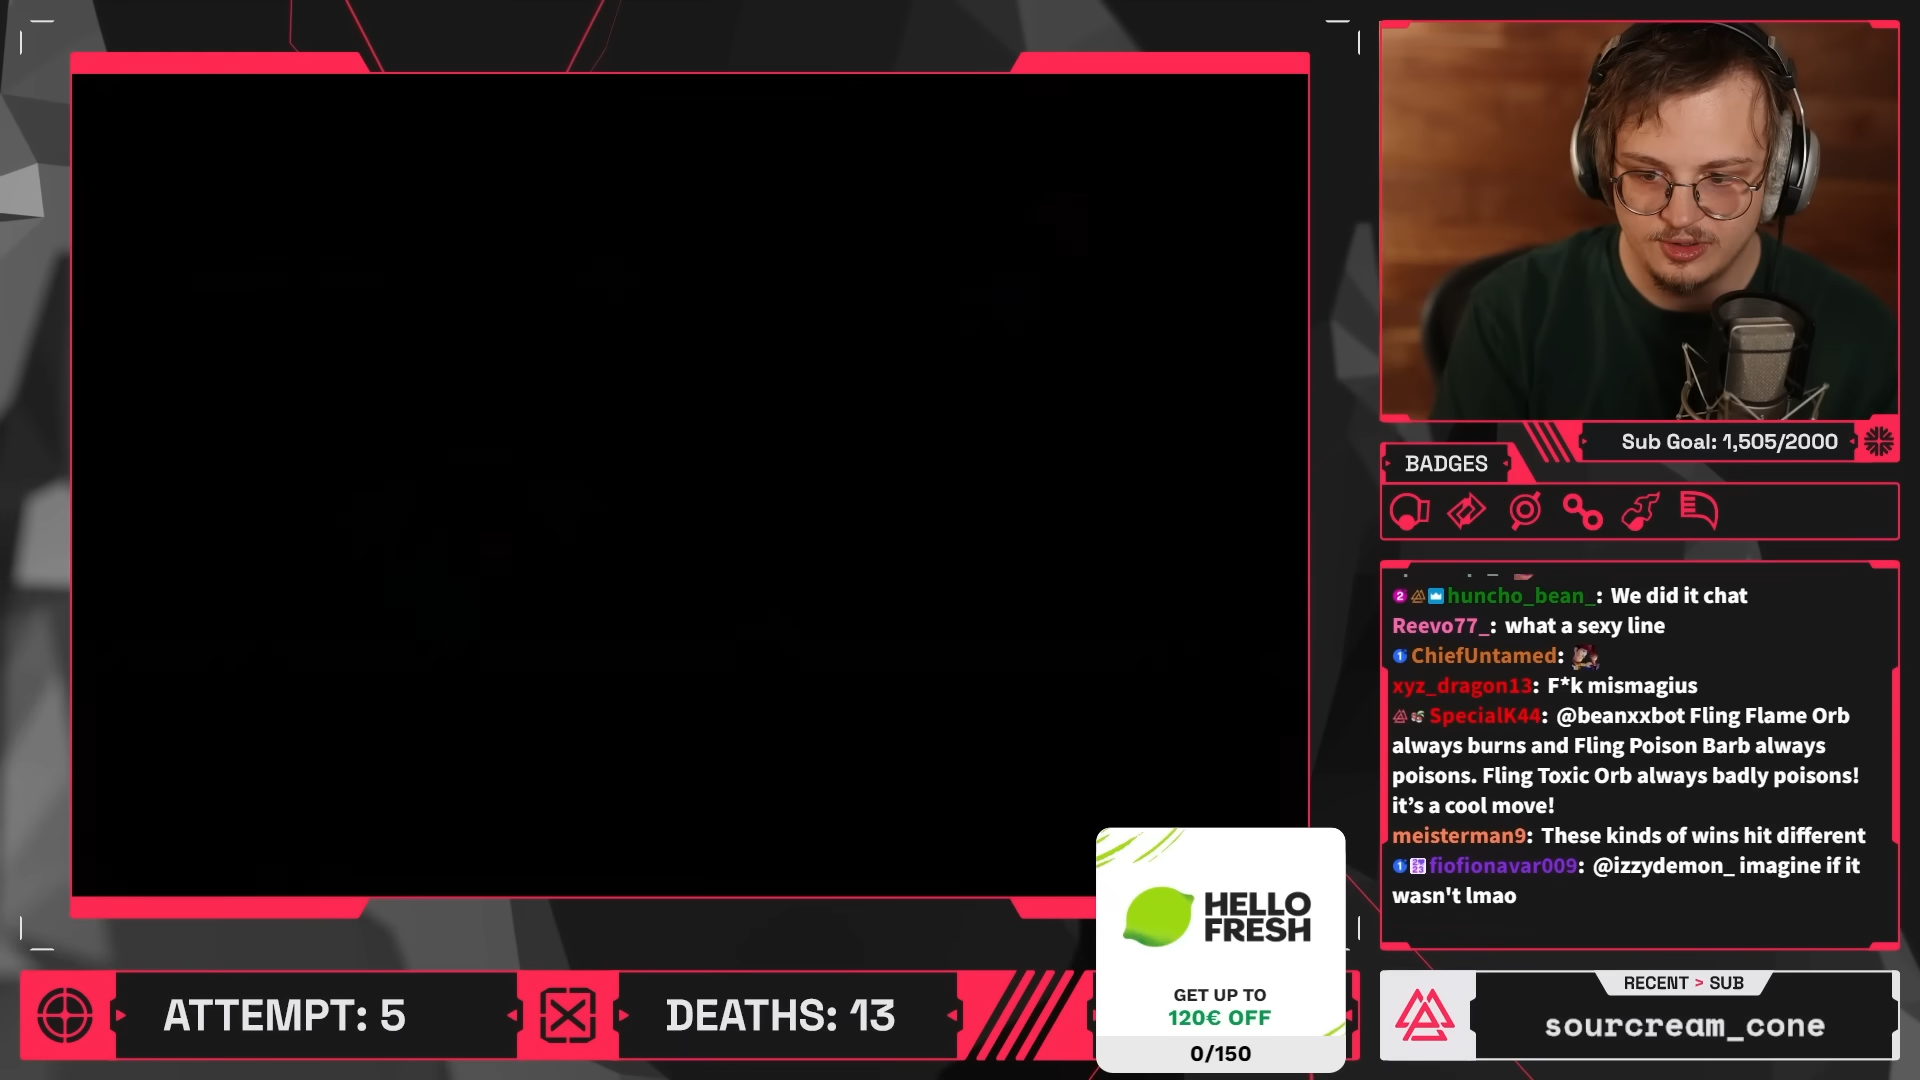 Sub Goal: 1,505/2000
BADGES
2 huncho_bean_: We did it chat
Reevo77_: what a sexy line
1 ChiefUntamed:
xyz_dragon13: F*k mismagius
SpecialK44: @beanxxbot Fling Flame Orb
always burns and Fling Poison Barb always
poisons. Fling Toxic Orb always badly poisons!
it’s a cool move!
meisterman9: These kinds of wins hit different
1 fiofionavar009: @izzydemon_ imagine if it
wasn't lmao
HELLO
FRESH
GET UP TO
120€ OFF
0/150
ATTEMPT: 5
DEATHS: 13
RECENT > SUB
sourcream_cone